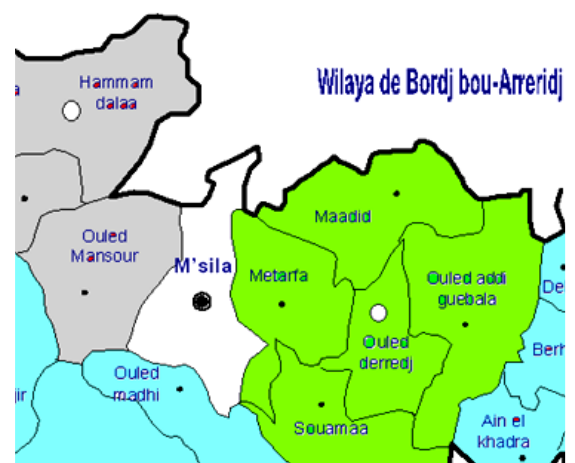 Hammam
dalaa
Wilaya de Bordj bou-Arreridj
Maadid
Ouled
Mansour
M'sila
Metarfa
Ouled addi
guebala
Ouled
derredj
Ouled
madhi
Souamaa
Ain el
khadra